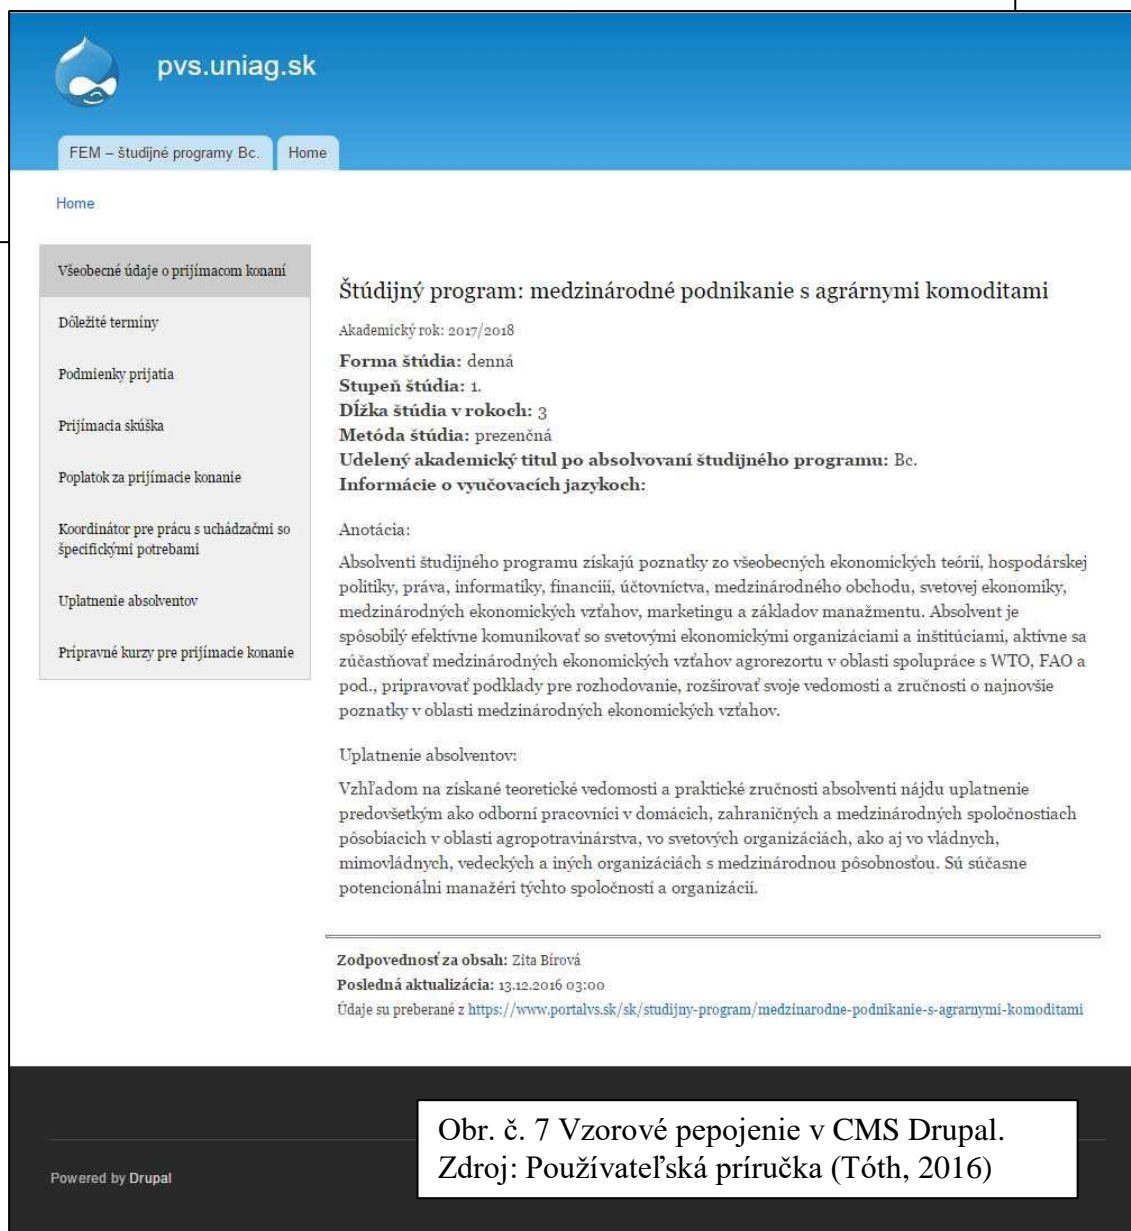 pvs.uniag.sk
FEM – študijné programy Bc.
Home
Home
Všeobecné údaje o prijímacom konaní
Dôležité termíny
Podmienky prijatia
Prijímacia skúška
Poplatok za prijímacie konanie
Koordinátor pre prácu s uchádzačmi so
špecifickými potrebami
Uplatnenie absolventov
Prípravné kurzy pre prijímacie konanie
Študijný program: medzinárodné podnikanie s agrárnymi komoditami
Akademický rok: 2017/2018
Forma štúdia: denná
Stupeň štúdia: 1.
Dĺžka štúdia v rokoch: 3
Metóda štúdia: prezenčná
Udelený akademický titul po absolvovaní študijného programu: Bc.
Informácie o vyučovacích jazykoch:
Anotácia:
Absolventi študijného programu získajú poznatky zo všeobecných ekonomických teórií, hospodárskej
politiky, práva, informatiky, financiíí, účtovníctva, medzinárodného obchodu, svetovej ekonomiky,
medzinárodných ekonomických vzťahov, marketingu a základov manažmentu. Absolvent je
spôsobilý efektívne komunikovať so svetovými ekonomickými organizáciami a inštitúciami, aktívne sa
zúčastňovať medzinárodných ekonomických vzťahov agrorezortu v oblasti spolupráce s WTO, FAO a
pod., pripravovať podklady pre rozhodovanie, rozširovať svoje vedomosti a zručnosti o najnovšie
poznatky v oblasti medzinárodných ekonomických vzťahov.
Uplatnenie absolventov:
Vzhľadom na získané teoretické vedomosti a praktické zručnosti absolventi nájdu uplatnenie
predovšetkým ako odborní pracovníci v domácich, zahraničných a medzinárodných spoločnostiach
pôsobiacich v oblasti agropotravinárstva, vo svetových organizáciách, ako aj vo vládnych,
mimovládnych, vedeckých a iných organizáciách s medzinárodnou pôsobnosťou. Sú súčasne
potencionálni manažéri týchto spoločností a organizácií.
Zodpovednosť za obsah: Zita Bírová
Posledná aktualizácia: 13.12.2016 03:00
Údaje su preberané z https://www.portalvs.sk/sk/studijny-program/medzinarodne-podnikanie-s-agrarnymi-komoditami
Obr. č. 7 Vzorové pepojenie v CMS Drupal.
Zdroj: Používateľská príručka (Tóth, 2016)
Powered by Drupal